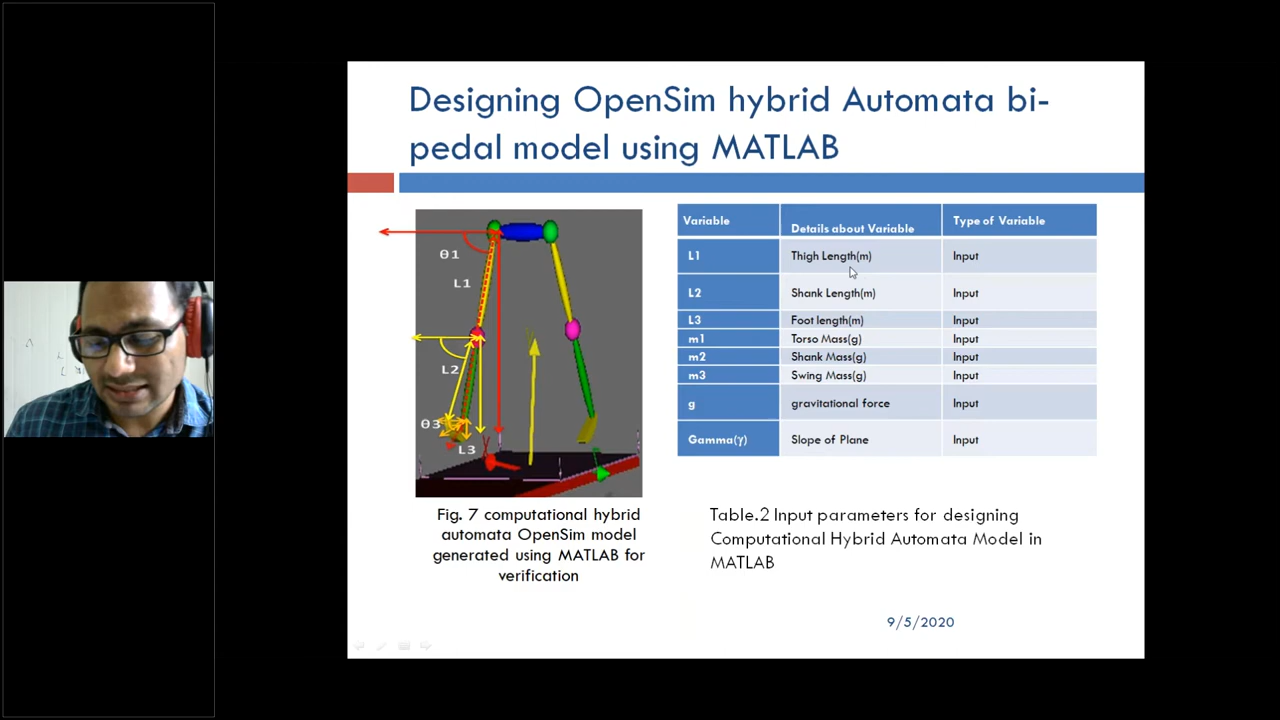 Designing OpenSim hybrid Automata bi-
pedal model using MATLAB
θ1
L1
L2
θ3
L3
Variable Details about Variable Type of Variable
L1 Thigh Length(m) Input
L2 Shank Length(m) Input
L3 Foot length(m) Input
m1 Torso Mass(g) Input
m2 Shank Mass(g) Input
m3 Swing Mass(g) Input
g gravitational force Input
Gamma(γ) Slope of Plane Input
Fig. 7 computational hybrid
automata OpenSim model
generated using MATLAB for
verification
Table.2 Input parameters for designing
Computational Hybrid Automata Model in
MATLAB
9/5/2020